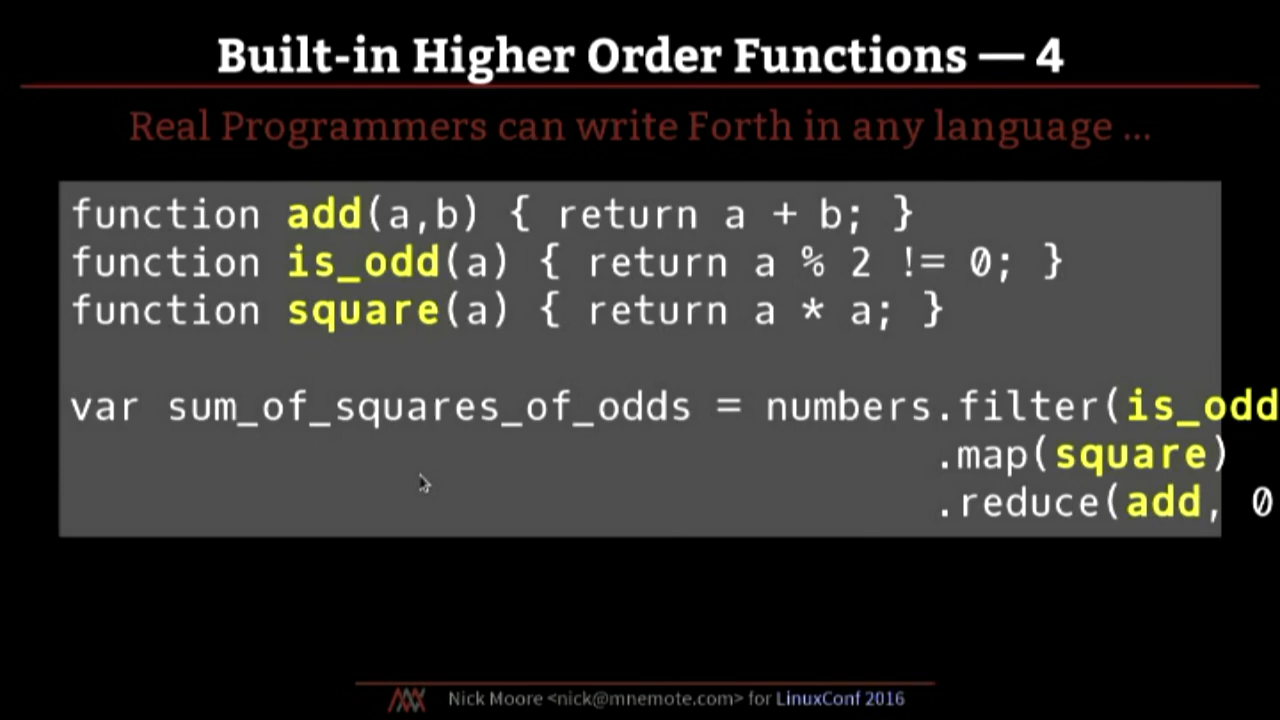 Built-in Higher Order Functions — 4
Real Programmers can write Forth in any language ...
function add(a,b) { return a + b; }
function is_odd(a) { return a % 2 != 0; }
function square(a) { return a * a; }
var sum_of_squares_of_odds = numbers.filter(is_odd
.map(square)
.reduce(add, 0
Nick Moore <nick@mnemote.com> for LinuxConf 2016